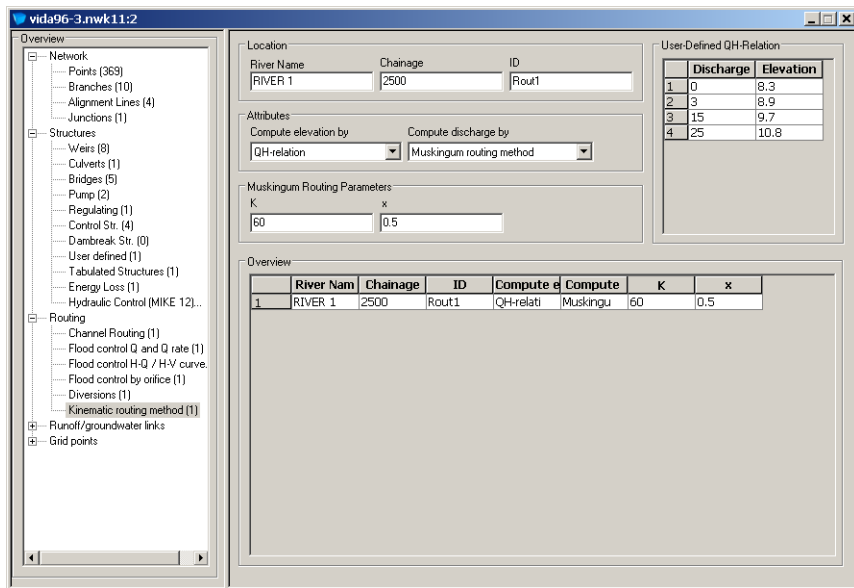 vida96-3.nwk11:2
Overview
Network
Points (369)
Branches (10)
Alignment Lines (4)
Junctions (1)
Structures
Weirs (8)
Culverts (1)
Bridges (5)
Pump (2)
Regulating (1)
Control Str. (4)
Dambreak Str. (0)
User defined (1)
Tabulated Structures (1)
Energy Loss (1)
Hydraulic Control (MIKE 12)...
Routing
Channel Routing (1)
Flood control Q and Q rate (1)
Flood control H-Q / H-V curve.
Flood control by orifice (1)
Diversions (1)
Kinematic routing method (1)
Runoff/groundwater links
Grid points
Location
River Name Chainage ID
RIVER 1 2500 Rout1
Attributes
Compute elevation by Compute discharge by
QH-relation Muskingum routing method
Muskingum Routing Parameters
K x
60 0.5
User-Defined QH-Relation
Discharge Elevation
1 0 8.3
2 3 8.9
3 15 9.7
4 25 10.8
Overview
River Nam Chainage ID Compute e Compute K x
1 RIVER 1 2500 Rout1 QH-relati Muskingu 60 0.5